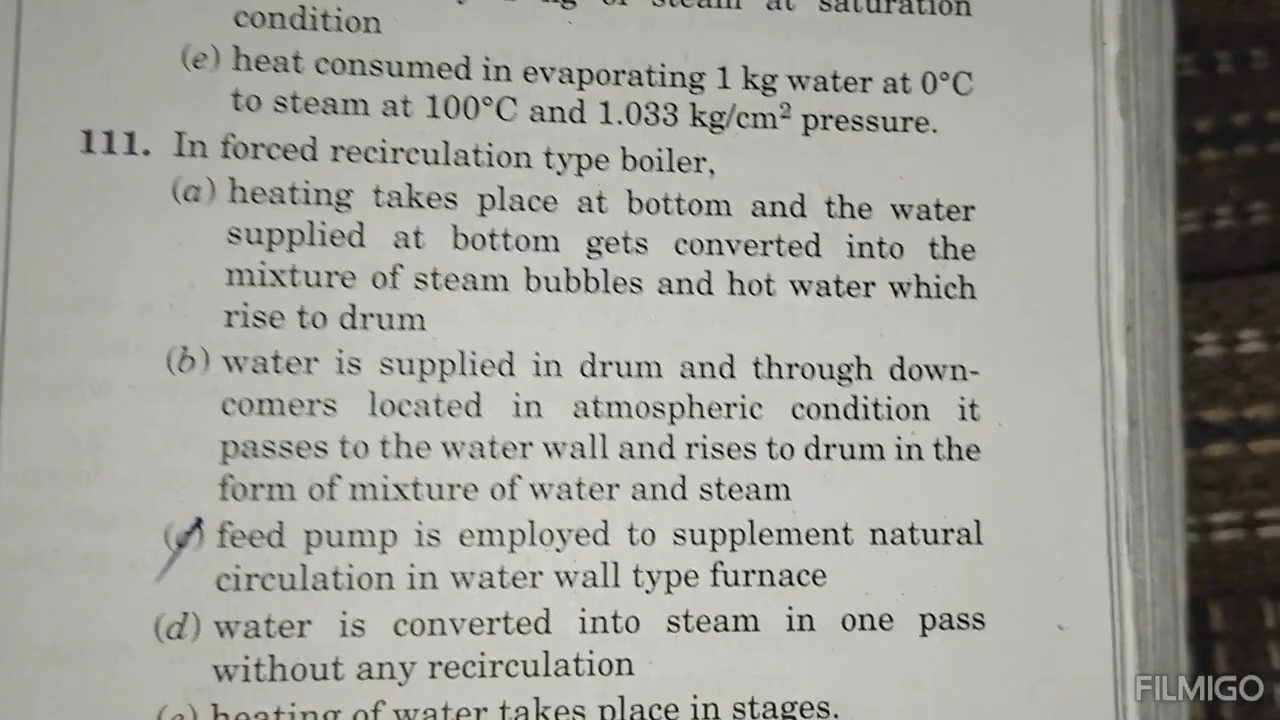 steam at saturation
condition
(e) heat consumed in evaporating 1 kg water at 0°C
to steam at 100°C and 1.033 kg/cm² pressure.
111. In forced recirculation type boiler,
(a) heating takes place at bottom and the water
supplied at bottom gets converted into the
mixture of steam bubbles and hot water which
rise to drum
(b) water is supplied in drum and through down-
comers located in atmospheric condition it
passes to the water wall and rises to drum in the
form of mixture of water and steam
feed pump is employed to supplement natural
circulation in water wall type furnace
(d) water is converted into steam in one pass
without any recirculation
(e) heating of water takes place in stages.
FILMIGO